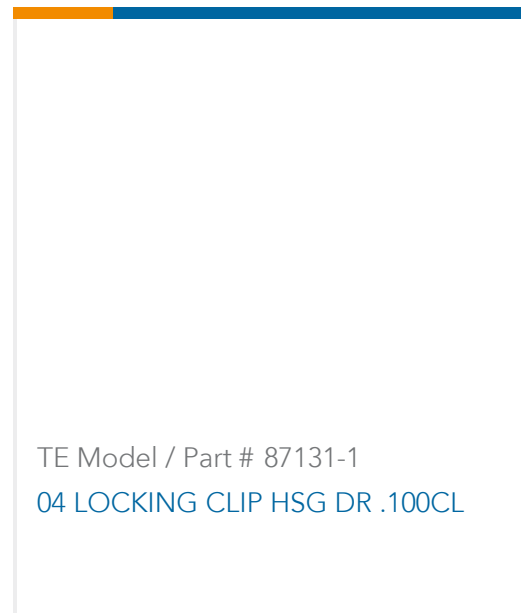 TE Model / Part # 87131-1
04 LOCKING CLIP HSG DR .100CL